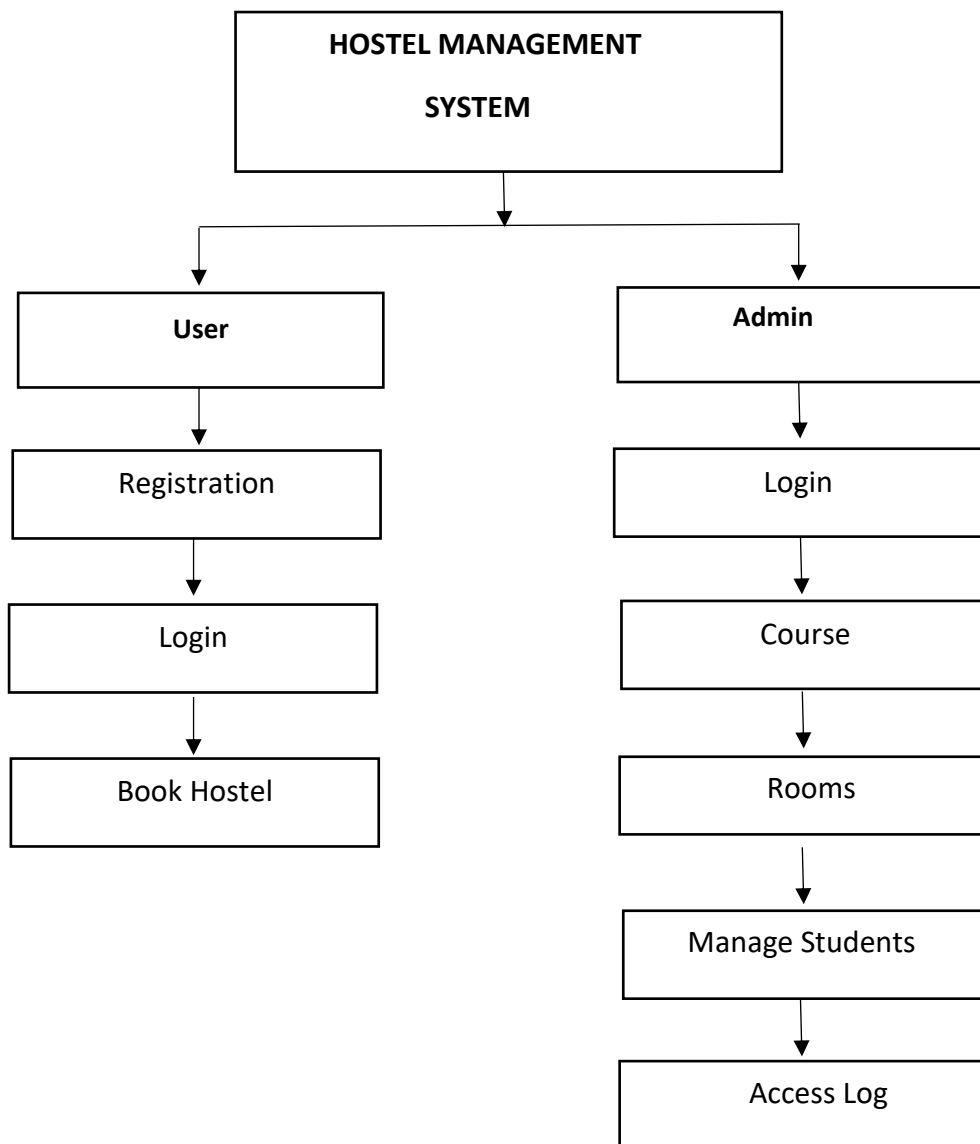 HOSTEL MANAGEMENT
SYSTEM
User
Admin
Registration
Login
Login
Course
Book Hostel
Rooms
Manage Students
Access Log